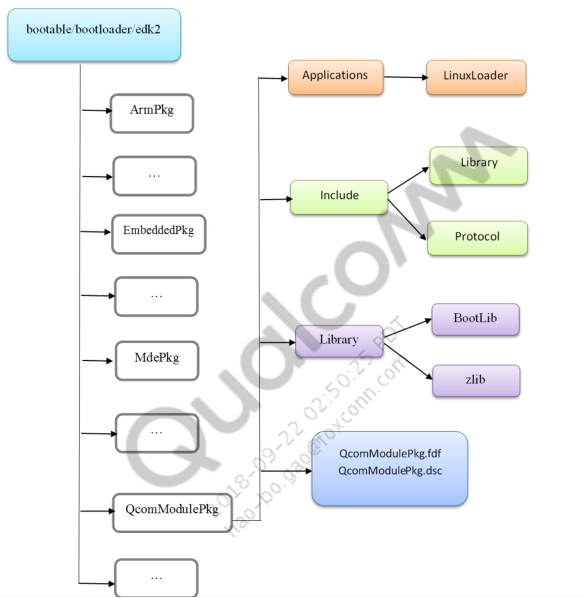 bootable/bootloader/edk2
ArmPkg
...
EmbeddedPkg
...
MdePkg
...
QcomModulePkg
...
Applications
LinuxLoader
Include
Library
Protocol
Library
BootLib
zlib
QcomModulePkg.fdf
QcomModulePkg.dsc
Qualcomm
2018-09-22 02:50:25 PDT
hao-bo.gao@foxconn.com